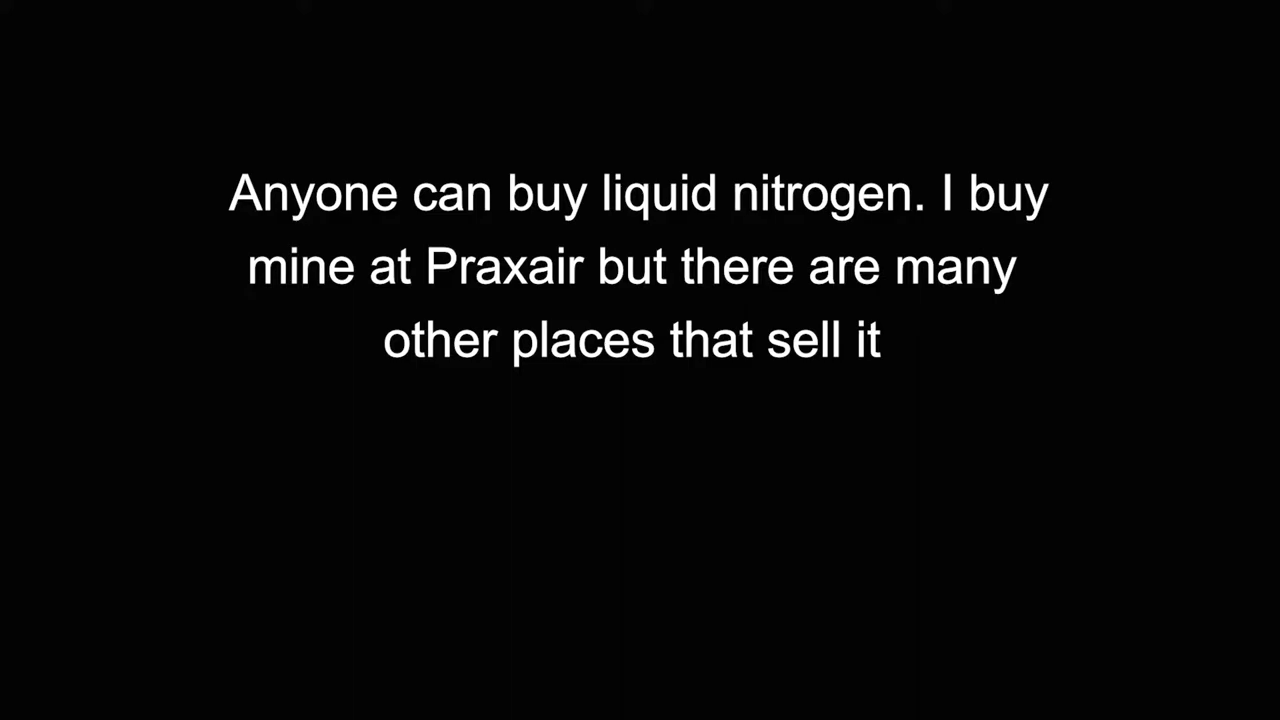 Anyone can buy liquid nitrogen. I buy
mine at Praxair but there are many
other places that sell it